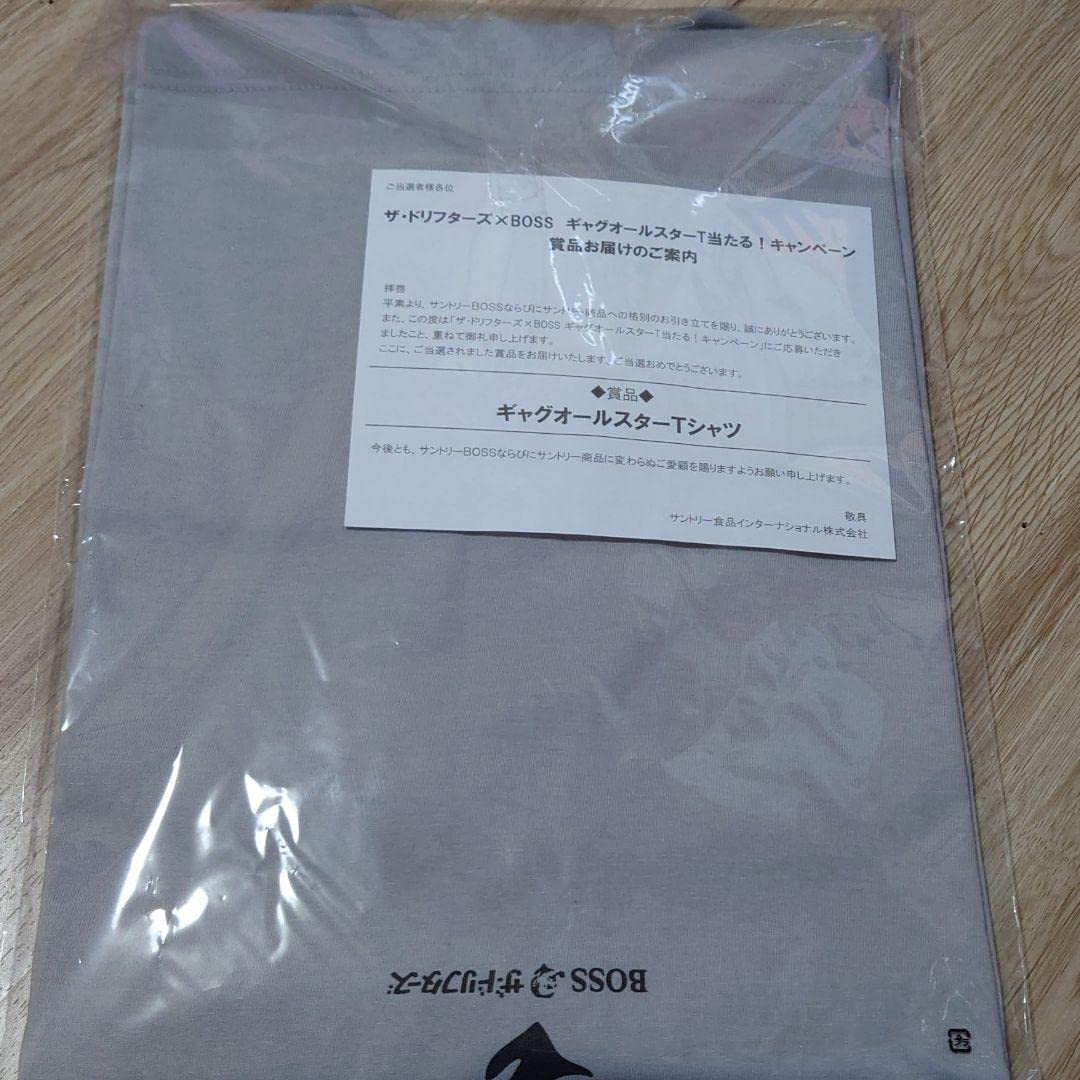 ご当選者様各位
ザ・ドリフターズ×BOSS ギャグオールスターT当たる！キャンペーン
賞品お届けのご案内
拝啓
平素より、サントリーBOSSならびにサントリー商品への格別のお引き立てを賜り、誠にありがとうございます。
また、この度は「ザ・ドリフターズ×BOSS ギャグオールスターT当たる！キャンペーン」にご応募いただき
ましたこと、重ねて御礼申し上げます。
ここに、ご当選されました賞品をお届けいたします。ご当選おめでとうございます。
◆賞品◆
ギャグオールスターTシャツ
今後とも、サントリーBOSSならびにサントリー商品に変わらぬご愛顧を賜りますようお願い申し上げます。
敬具
サントリー食品インターナショナル株式会社
BOSS ザ・ドリフターズ
プラ